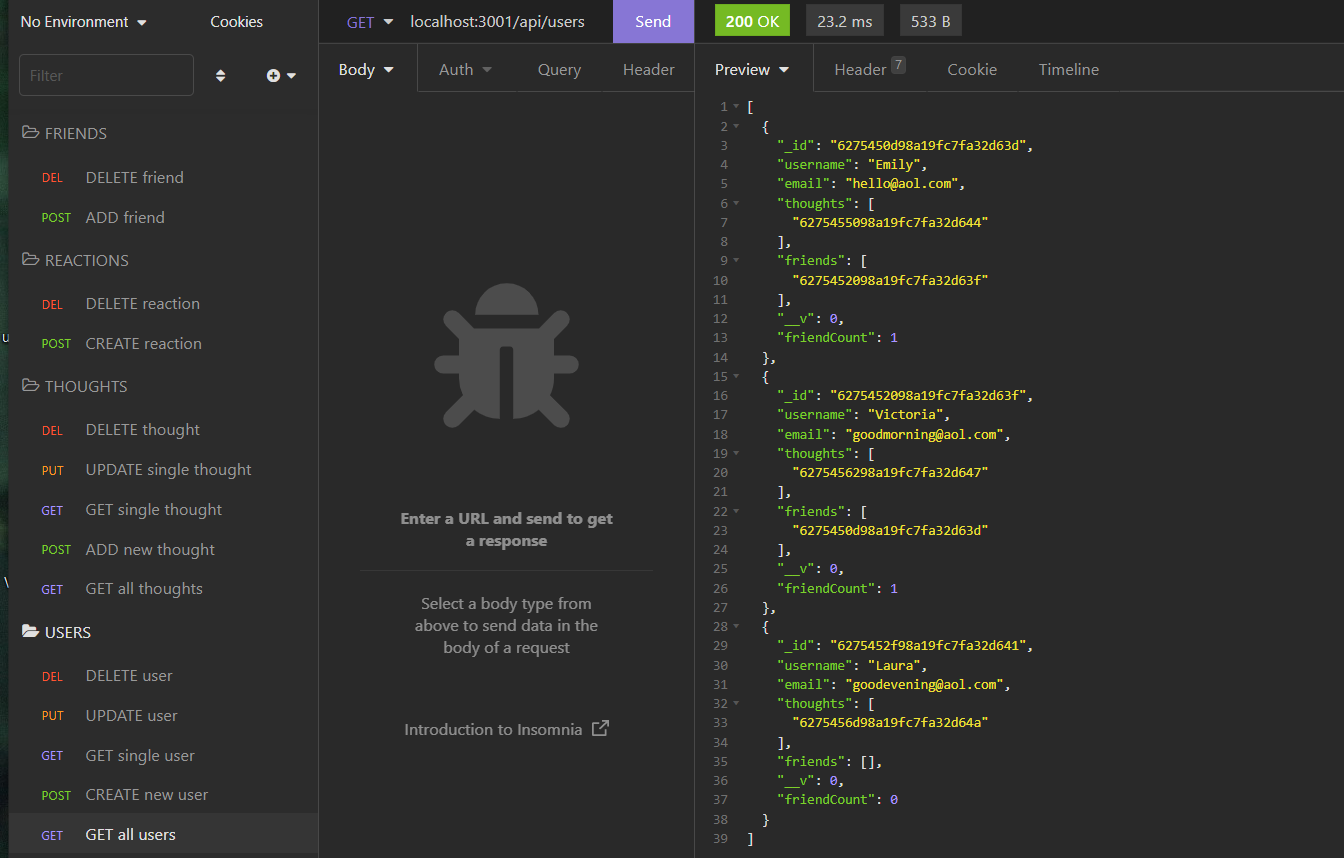 No Environment
Cookies
Filter
FRIENDS
DEL DELETE friend
POST ADD friend
REACTIONS
DEL DELETE reaction
POST CREATE reaction
THOUGHTS
DEL DELETE thought
PUT UPDATE single thought
GET GET single thought
POST ADD new thought
GET GET all thoughts
USERS
DEL DELETE user
PUT UPDATE user
GET GET single user
POST CREATE new user
GET GET all users
GET localhost:3001/api/users Send
Body Auth Query Header
Enter a URL and send to get
a response
Select a body type from
above to send data in the
body of a request
Introduction to Insomnia
200 OK 23.2 ms 533 B
Preview Header 7 Cookie Timeline
1 [
2 {
3 "_id": "6275450d98a19fc7fa32d63d",
4 "username": "Emily",
5 "email": "hello@aol.com",
6 "thoughts": [
7 "6275455098a19fc7fa32d644"
8 ],
9 "friends": [
10 "6275452098a19fc7fa32d63f"
11 ],
12 "__v": 0,
13 "friendCount": 1
14 },
15 {
16 "_id": "6275452098a19fc7fa32d63f",
17 "username": "Victoria",
18 "email": "goodmorning@aol.com",
19 "thoughts": [
20 "6275456298a19fc7fa32d647"
21 ],
22 "friends": [
23 "6275450d98a19fc7fa32d63d"
24 ],
25 "__v": 0,
26 "friendCount": 1
27 },
28 {
29 "_id": "6275452f98a19fc7fa32d641",
30 "username": "Laura",
31 "email": "goodevening@aol.com",
32 "thoughts": [
33 "6275456d98a19fc7fa32d64a"
34 ],
35 "friends": [],
36 "__v": 0,
37 "friendCount": 0
38 }
39 ]